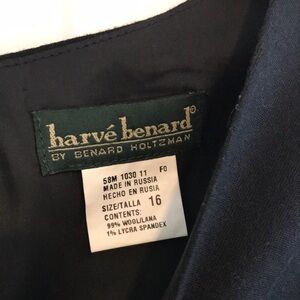 harvé benard®
BY BENARD HOLTZMAN
58M 1030 11 FO
MADE IN RUSSIA
HECHO EN RUSIA
SIZE/TALLA 16
CONTENTS:
99% WOOL/LANA
1% LYCRA SPANDEX